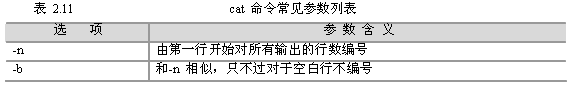 表 2.11 cat 命令常见参数列表
选 项 参 数 含 义
-n 由第一行开始对所有输出的行数编号
-b 和-n 相似，只不过对于空白行不编号